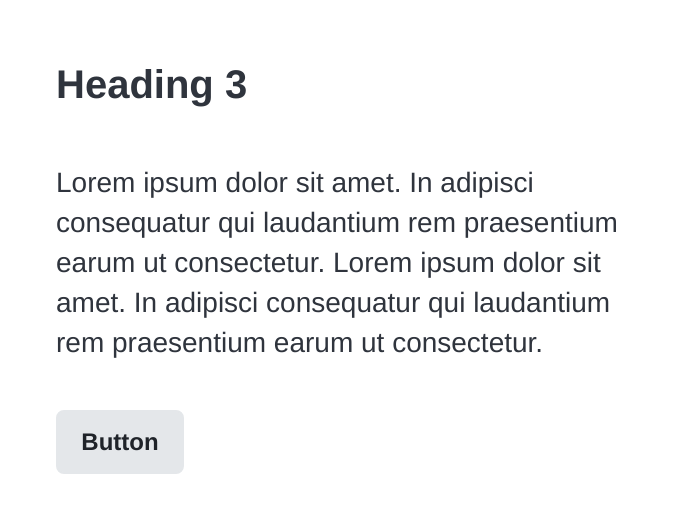 Heading 3
Lorem ipsum dolor sit amet. In adipisci
consequatur qui laudantium rem praesentium
earum ut consectetur. Lorem ipsum dolor sit
amet. In adipisci consequatur qui laudantium
rem praesentium earum ut consectetur.
Button